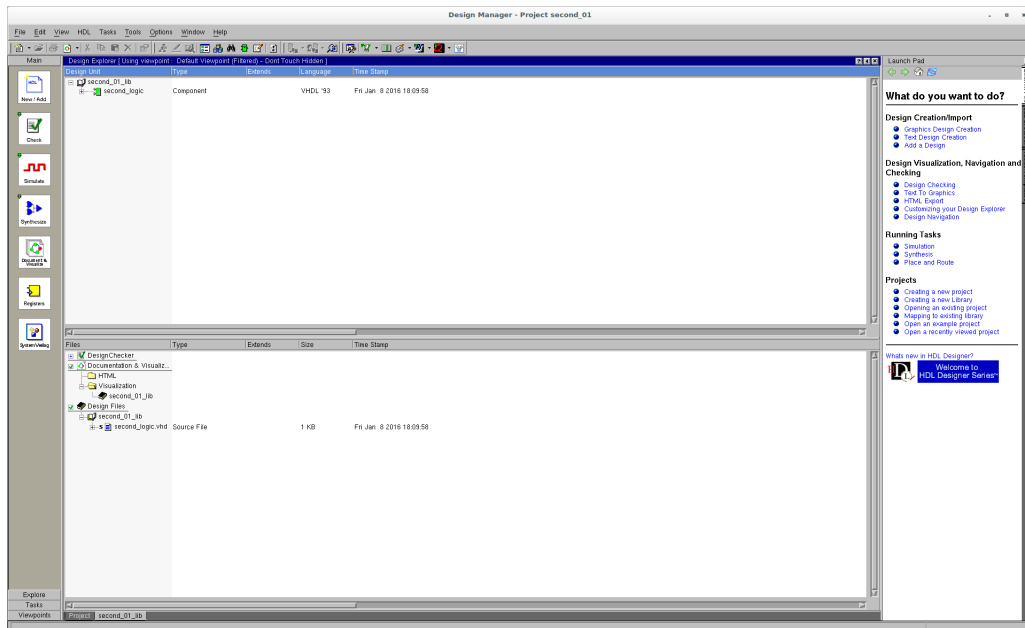 Design Manager - Project second_01
File Edit View HDL Tasks Tools Options Window Help
Main
New / Add
Check
Simulate
Synthesize
Document & Visualize
Registers
SystemVerilog
Explore
Tasks
Viewpoints
Design Explorer [ Using viewpoint : Default Viewpoint (Filtered) - Dont Touch Hidden ]
Design Unit Type Extends Language Time Stamp
second_01_lib
second_logic Component VHDL '93 Fri Jan 8 2016 18:09:58
Files Type Extends Size Time Stamp
DesignChecker
Documentation & Visualiz...
HTML
Visualization
second_01_lib
Design Files
second_01_lib
S second_logic.vhd Source File 1 KB Fri Jan 8 2016 18:09:58
Project second_01_lib
Launch Pad
What do you want to do?
Design Creation/Import
Graphics Design Creation
Text Design Creation
Add a Design
Design Visualization, Navigation and
Checking
Design Checking
Text To Graphics
HTML Export
Customizing your Design Explorer
Design Navigation
Running Tasks
Simulation
Synthesis
Place and Route
Projects
Creating a new project
Creating a new Library
Opening an existing project
Mapping to existing library
Open an example project
Open a recently viewed project
Whats new in HDL Designer?
Welcome to
HDL Designer Series™